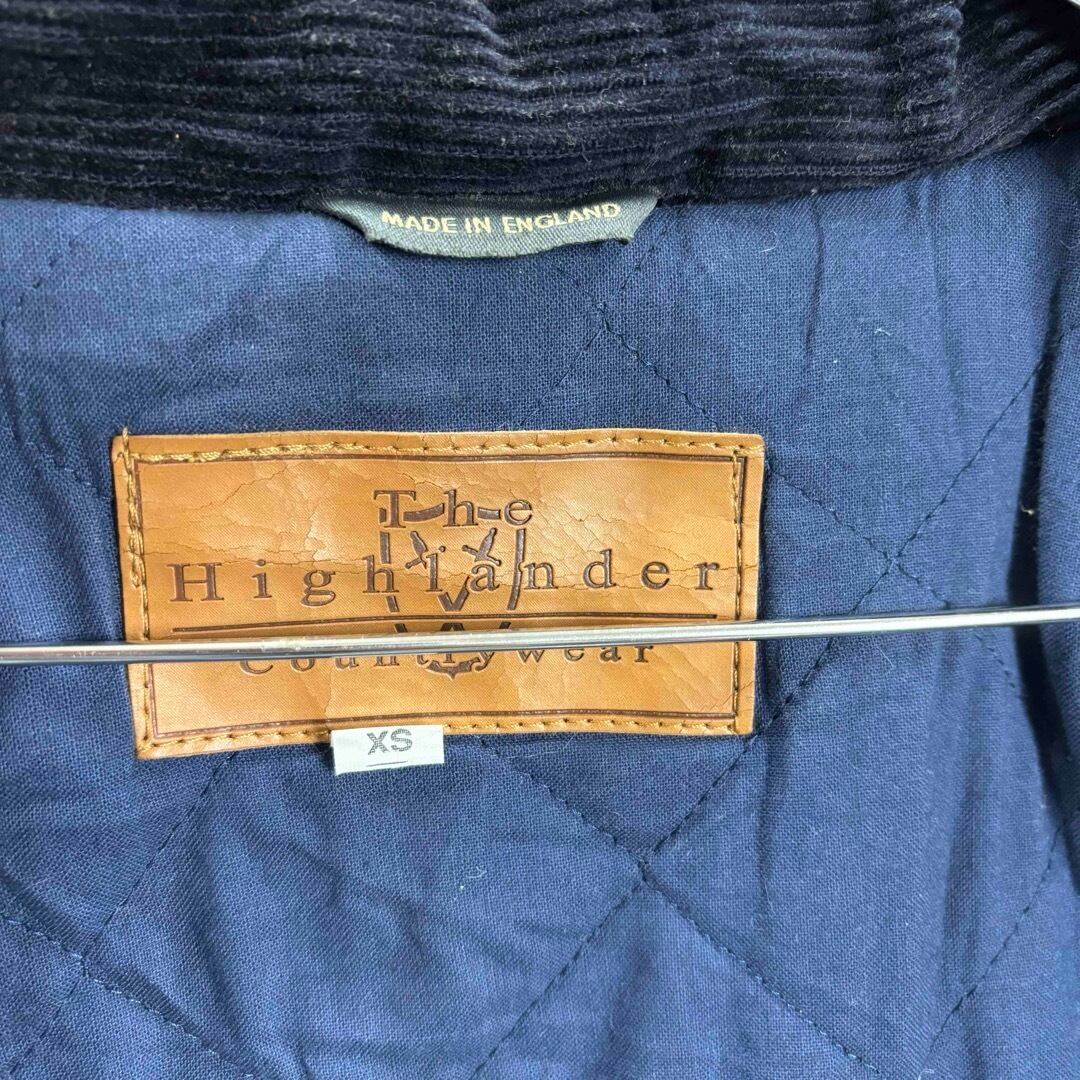 MADE IN ENGLAND
The
Highlander
Countrywear
XS